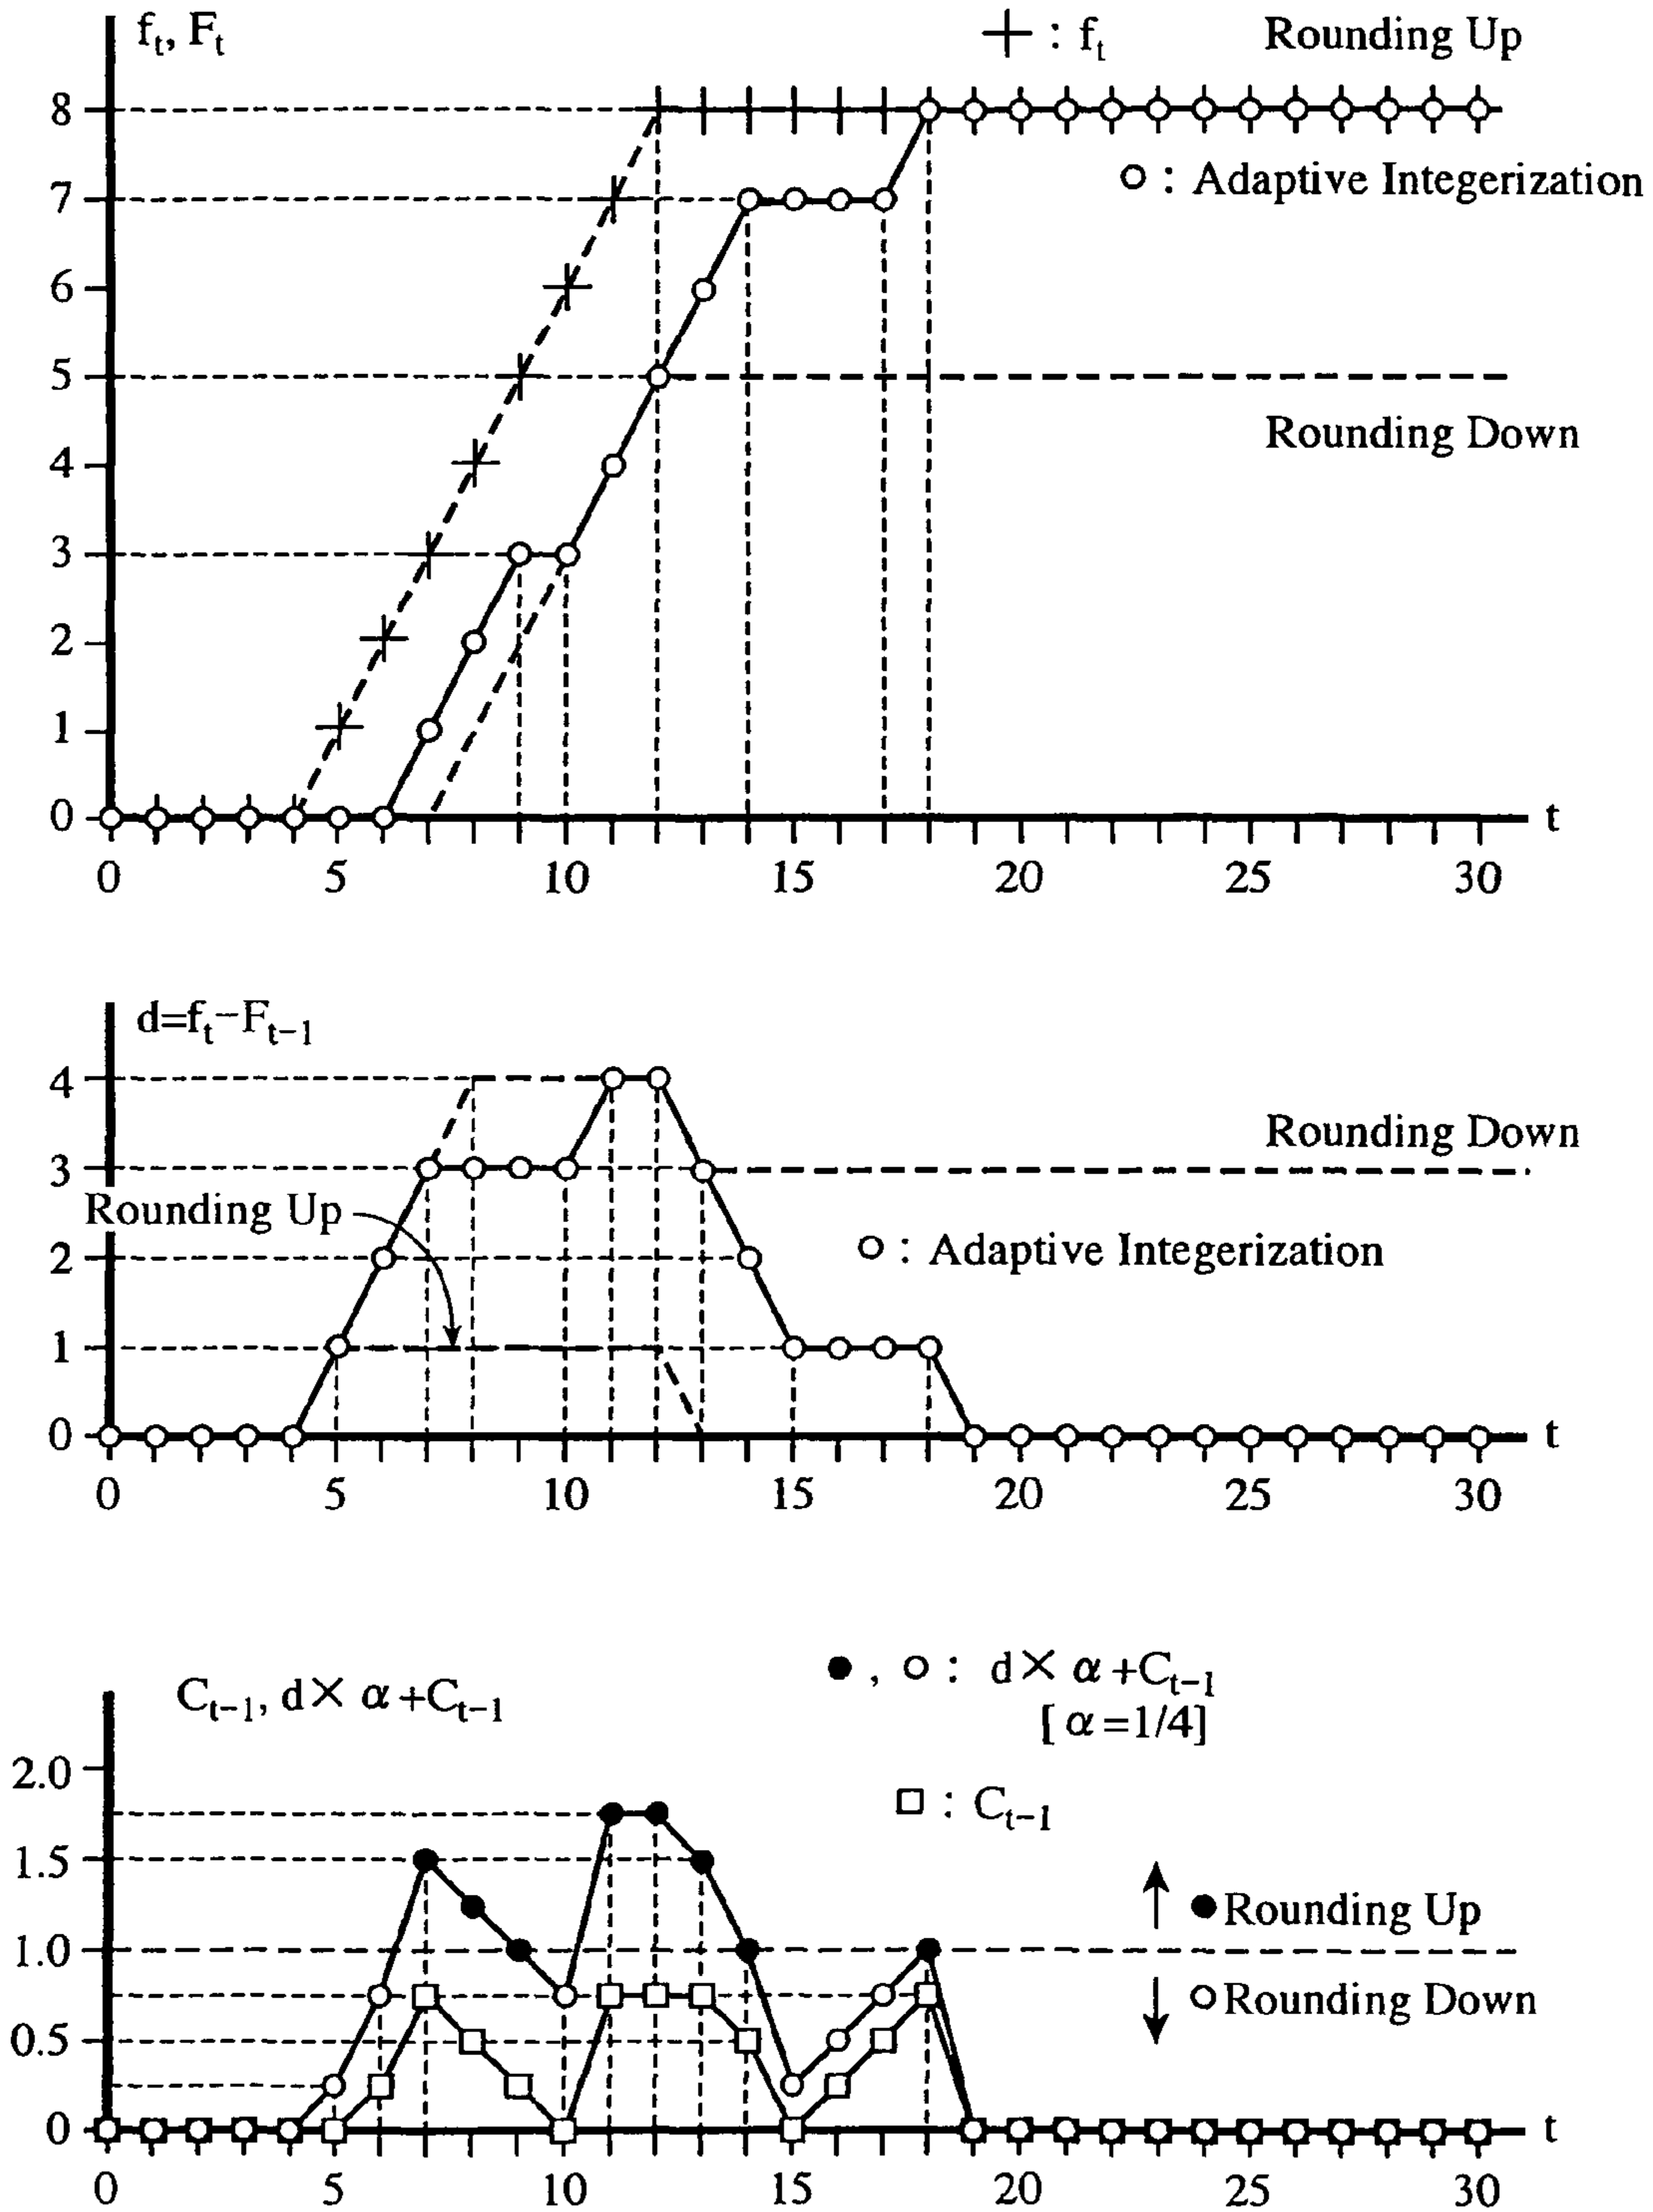 fₜ, Fₜ
+ : fₜ Rounding Up
8
○ : Adaptive Integerization
7
6
5
Rounding Down
4
3
2
1
0
t
0 5 10 15 20 25 30
d=fₜ−Fₜ₋₁
4
Rounding Down
3
Rounding Up
○ : Adaptive Integerization
2
1
0
t
0 5 10 15 20 25 30
●, ○ : d× α+Cₜ₋₁
Cₜ₋₁, d× α+Cₜ₋₁
[ α=1/4]
2.0
□ : Cₜ₋₁
1.5
↑ ●Rounding Up
1.0
↓ ○Rounding Down
0.5
0
t
0 5 10 15 20 25 30